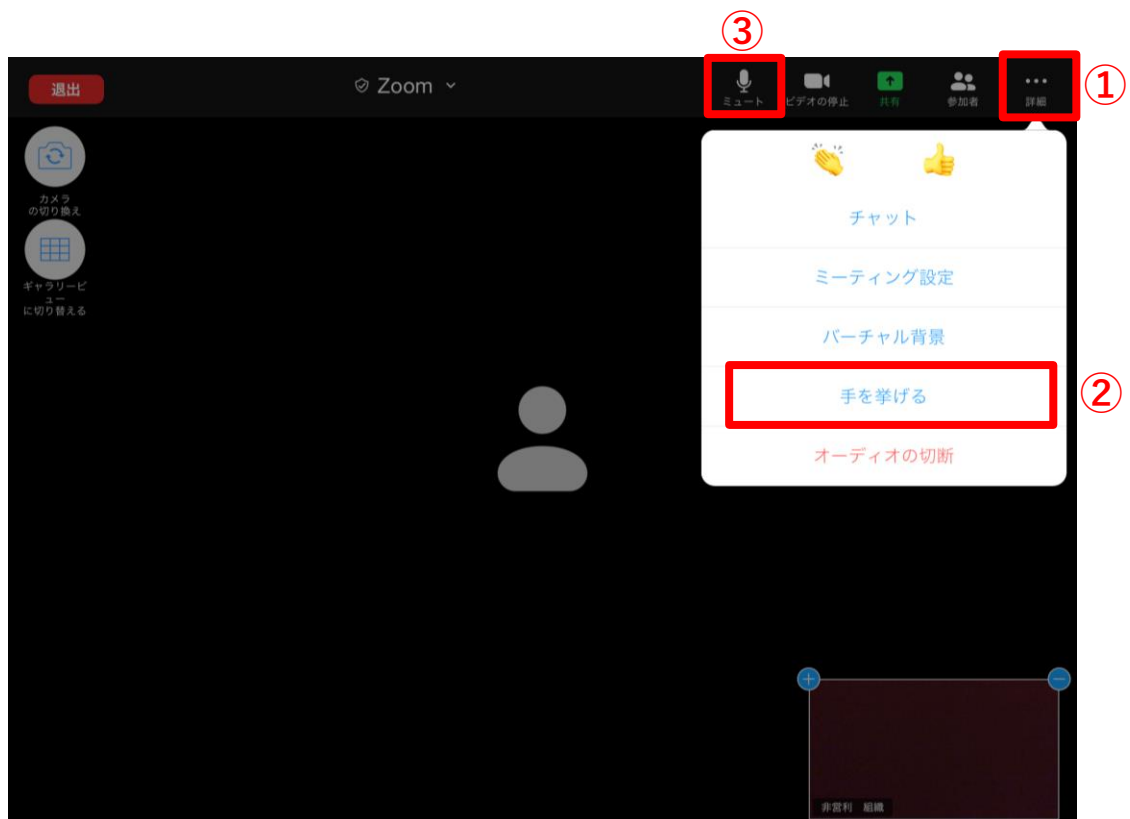 ③
退出
Zoom
ミュート
ビデオの停止
共有
参加者
詳細
①
カメラ
の切り換え
ギャラリービ
ュー
に切り替える
チャット
ミーティング設定
バーチャル背景
手を挙げる
②
オーディオの切断
非営利 組織